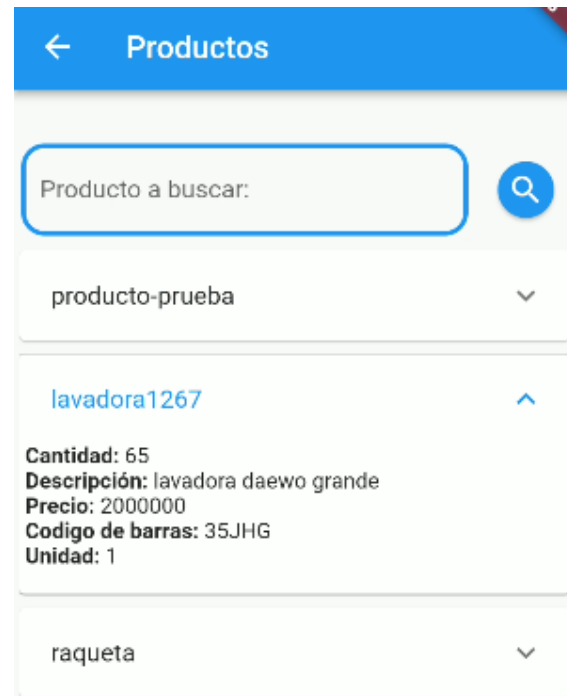 Productos
Producto a buscar:
producto-prueba
lavadora1267
Cantidad: 65
Descripción: lavadora daewo grande
Precio: 2000000
Codigo de barras: 35JHG
Unidad: 1
raqueta